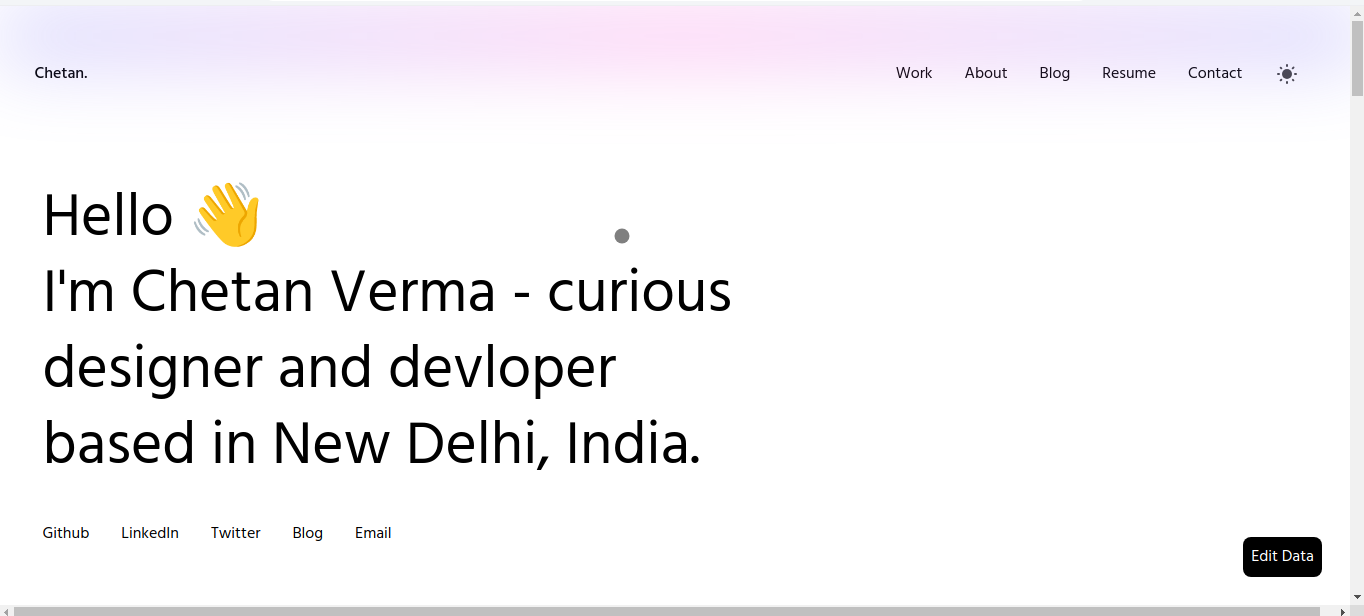 Chetan.
Work About Blog Resume Contact
Hello 👋
I'm Chetan Verma - curious
designer and devloper
based in New Delhi, India.
Github LinkedIn Twitter Blog Email
Edit Data